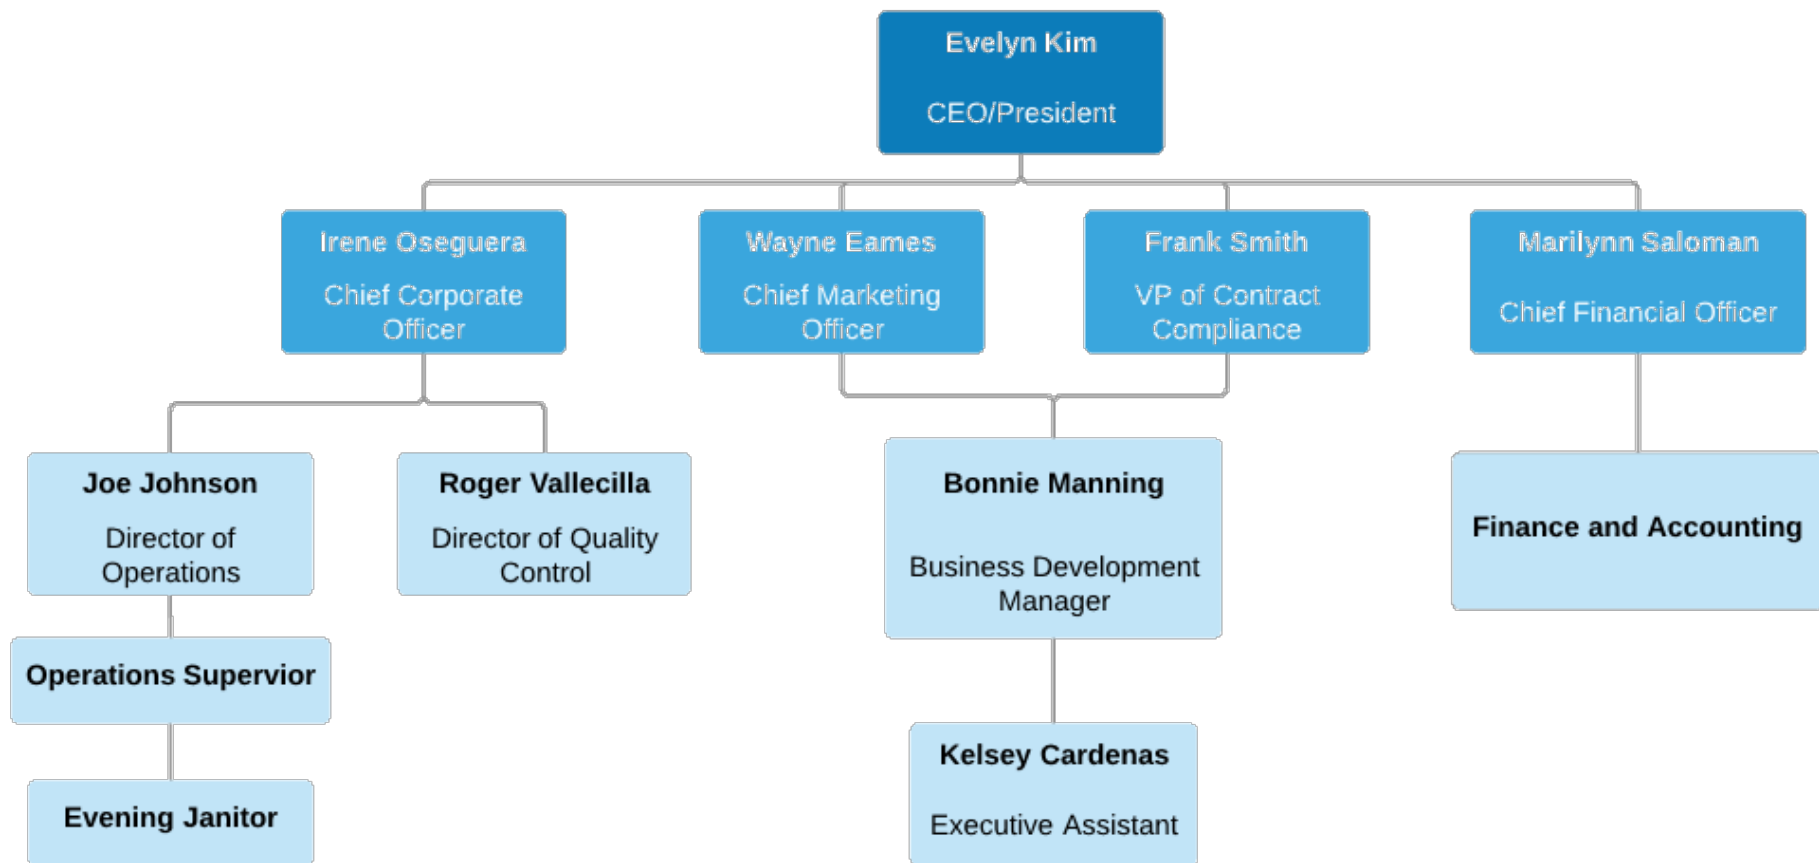 Evelyn Kim
CEO/President
Irene Oseguera
Chief Corporate
Officer
Wayne Eames
Chief Marketing
Officer
Frank Smith
VP of Contract
Compliance
Marilynn Saloman
Chief Financial Officer
Joe Johnson
Director of
Operations
Roger Vallecilla
Director of Quality
Control
Bonnie Manning
Business Development
Manager
Finance and Accounting
Operations Supervior
Evening Janitor
Kelsey Cardenas
Executive Assistant